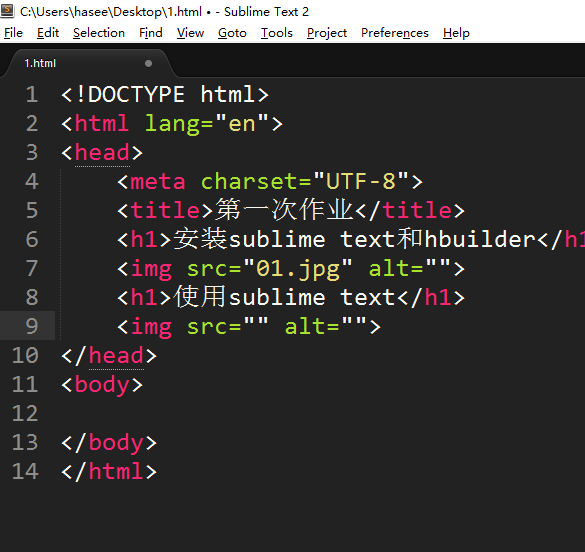 C:\Users\hasee\Desktop\1.html • - Sublime Text 2
File Edit Selection Find View Goto Tools Project Preferences Help
1.html
1 <!DOCTYPE html>
2 <html lang="en">
3 <head>
4 <meta charset="UTF-8">
5 <title>第一次作业</title>
6 <h1>安装sublime text和hbuilder</h1
7 <img src="01.jpg" alt="">
8 <h1>使用sublime text</h1>
9 <img src="" alt="">
10 </head>
11 <body>
12
13 </body>
14 </html>